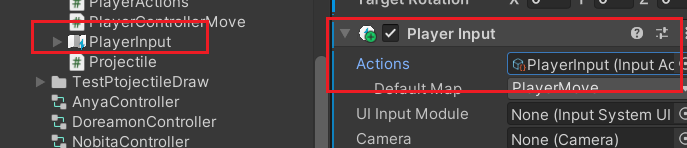 PlayerActions
PlayerControllerMove
PlayerInput
Projectile
TestPtojectileDraw
AnyaController
DoreamonController
NobitaController
Target Rotation X 0 Y 0 Z 0
Player Input
Actions PlayerInput (Input Ac
Default Map PlayerMove
UI Input Module None (Input System UI
Camera None (Camera)